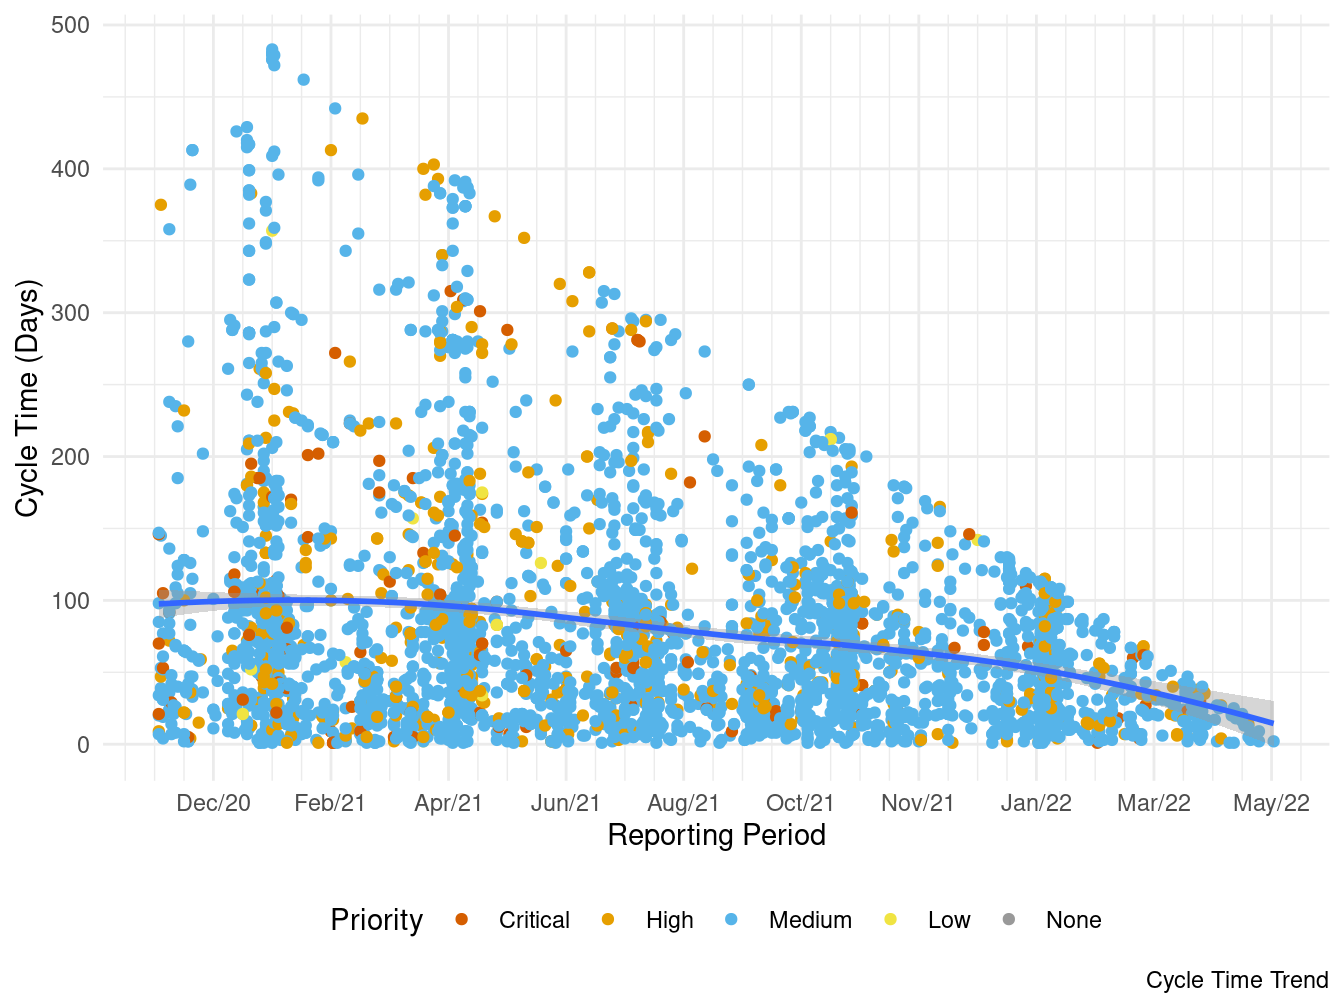 500
400
300
200
100
0
Cycle Time (Days)
Dec/20 Feb/21 Apr/21 Jun/21 Aug/21 Oct/21 Nov/21 Jan/22 Mar/22 May/22
Reporting Period
Priority Critical High Medium Low None
Cycle Time Trend